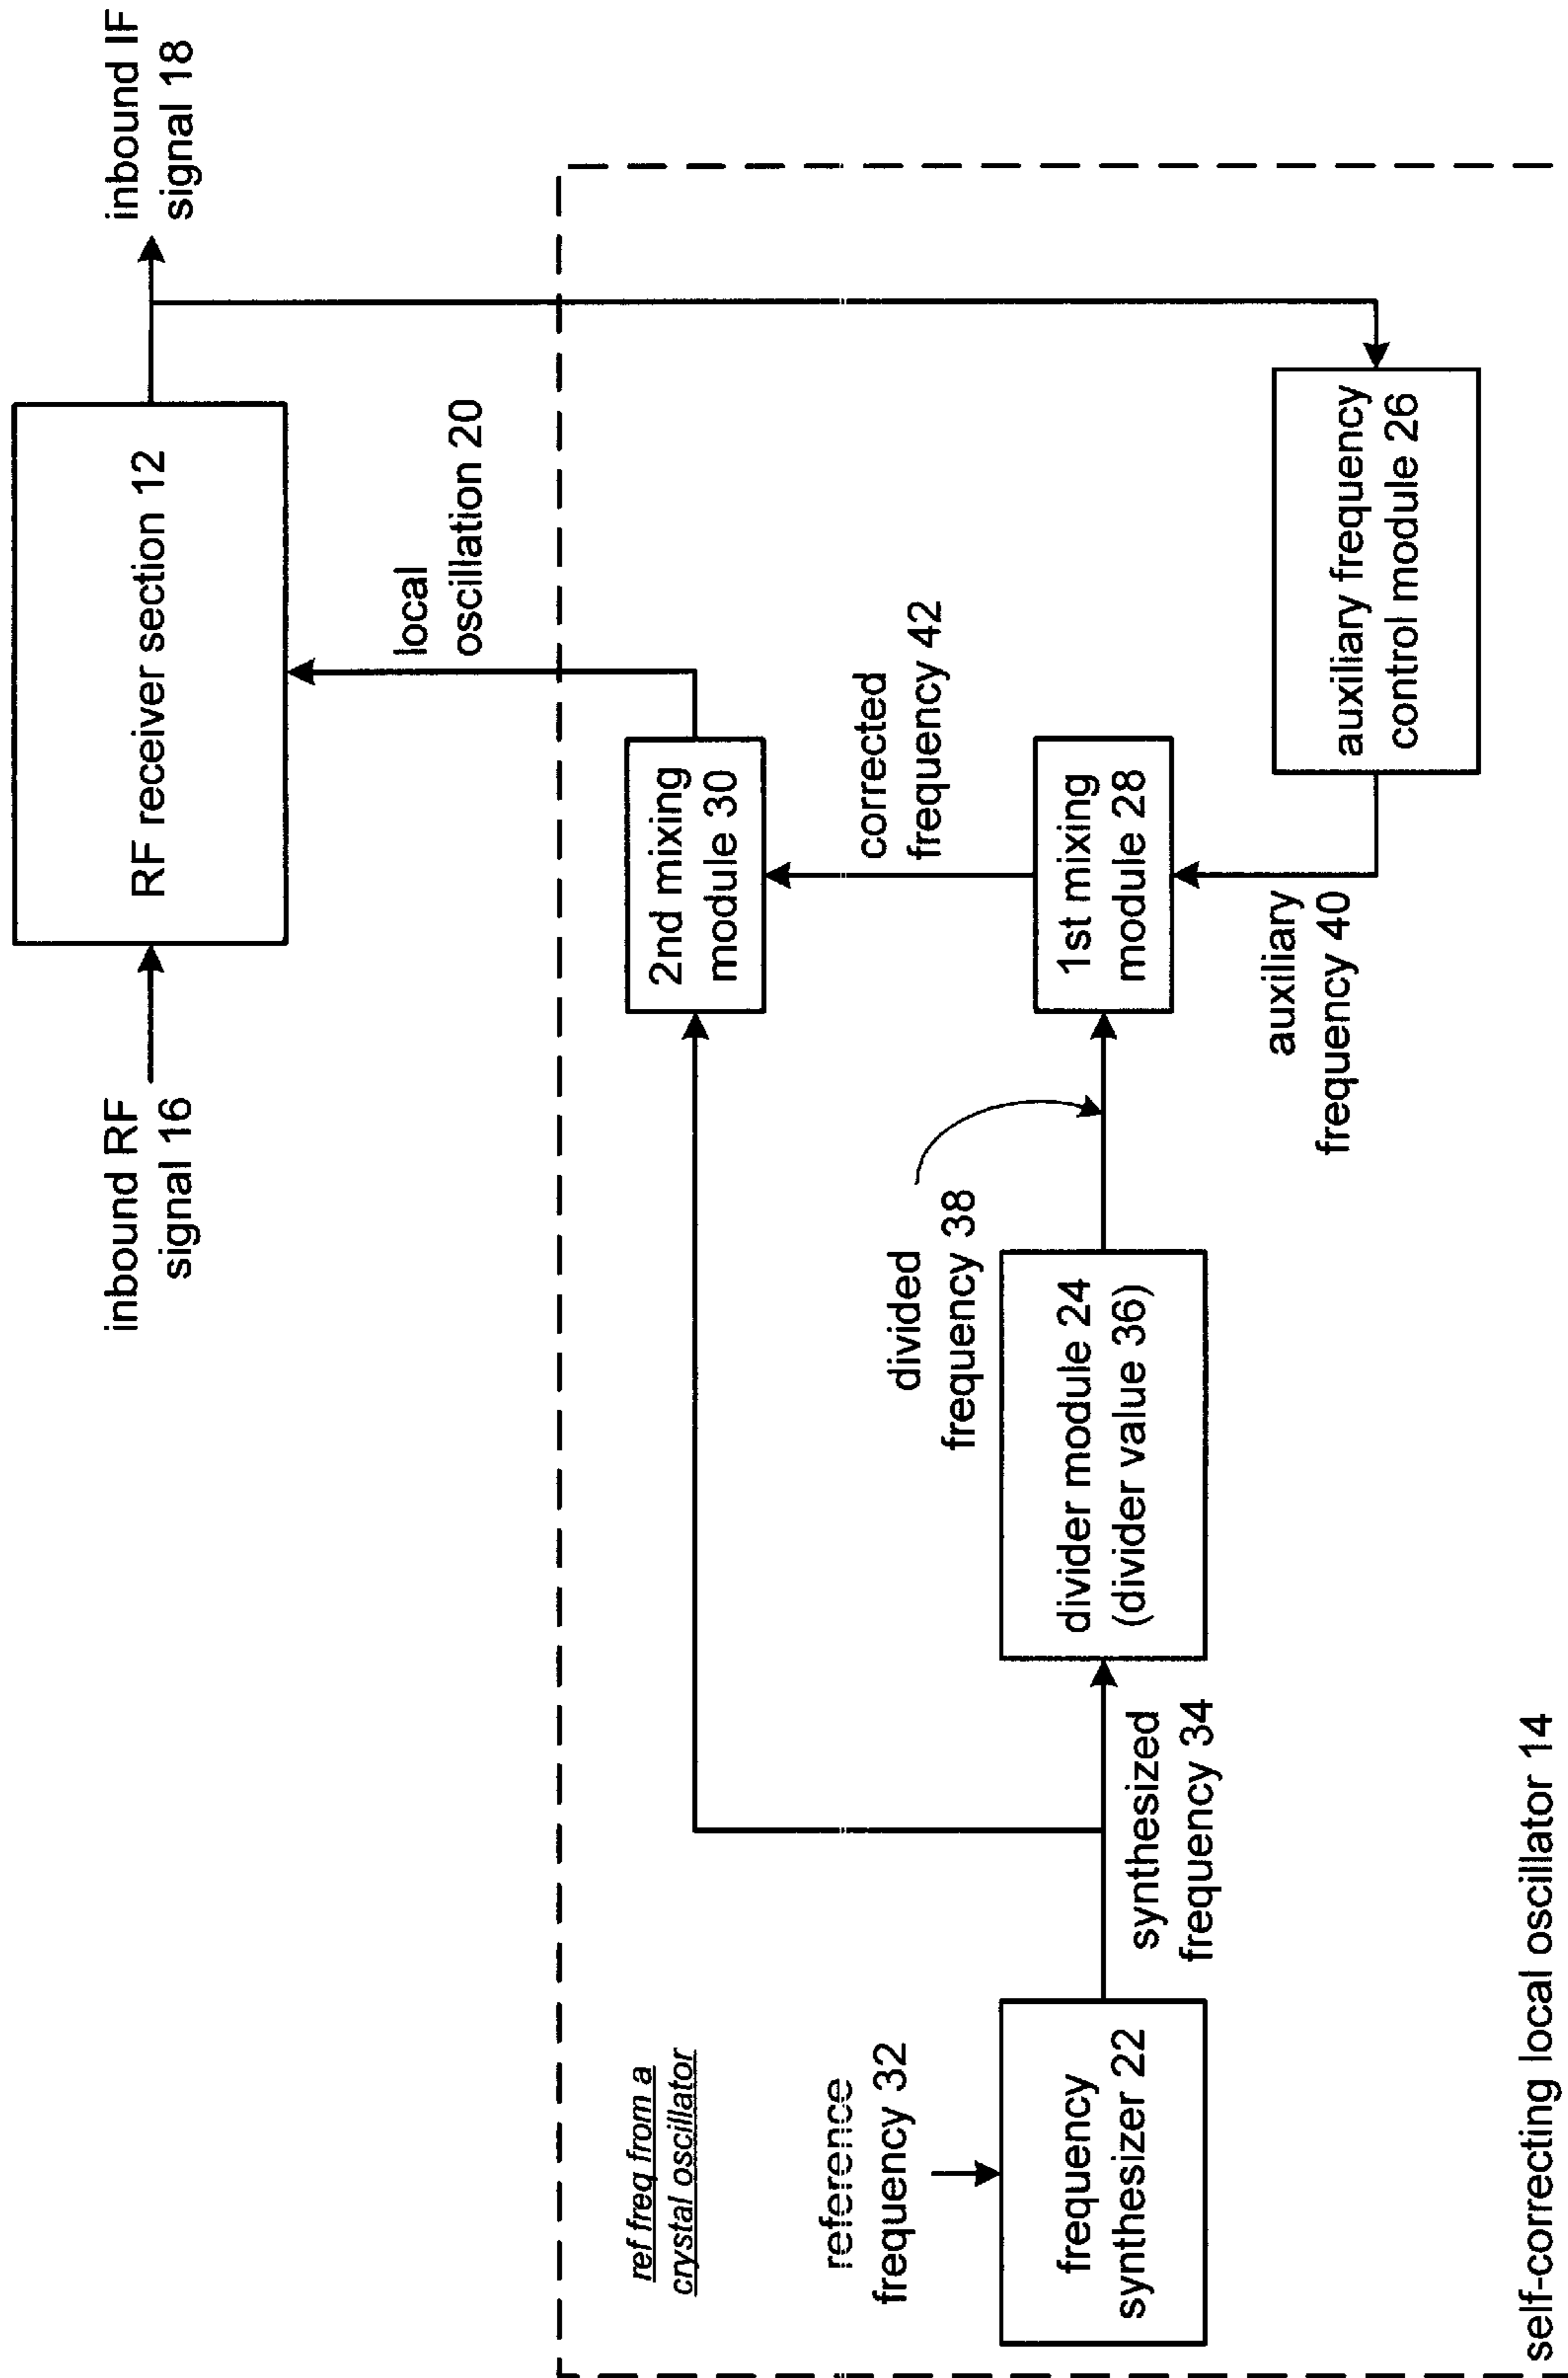 inbound RF
signal 16
RF receiver section 12
inbound IF
signal 18
local
oscillation 20
ref freq from a
crystal oscillator
reference
frequency 32
frequency
synthesizer 22
synthesized
frequency 34
divider module 24
(divider value 36)
divided
frequency 38
2nd mixing
module 30
corrected
frequency 42
1st mixing
module 28
auxiliary
frequency 40
auxiliary frequency
control module 26
self-correcting local oscillator 14